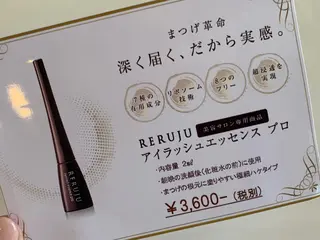 まつげ革命
深く届く、だから実感。
7種の
有用成分
リポソーム
技術
8つの
フリー
超浸透を
実現
RERUJU 美容サロン専用商品
アイラッシュエッセンス プロ
・内容量 2ml
・朝晩の洗顔後(化粧水の前)に使用
・まつげの根元に塗りやすい極細ハケタイプ
¥3,600-(税別)
RERUJU